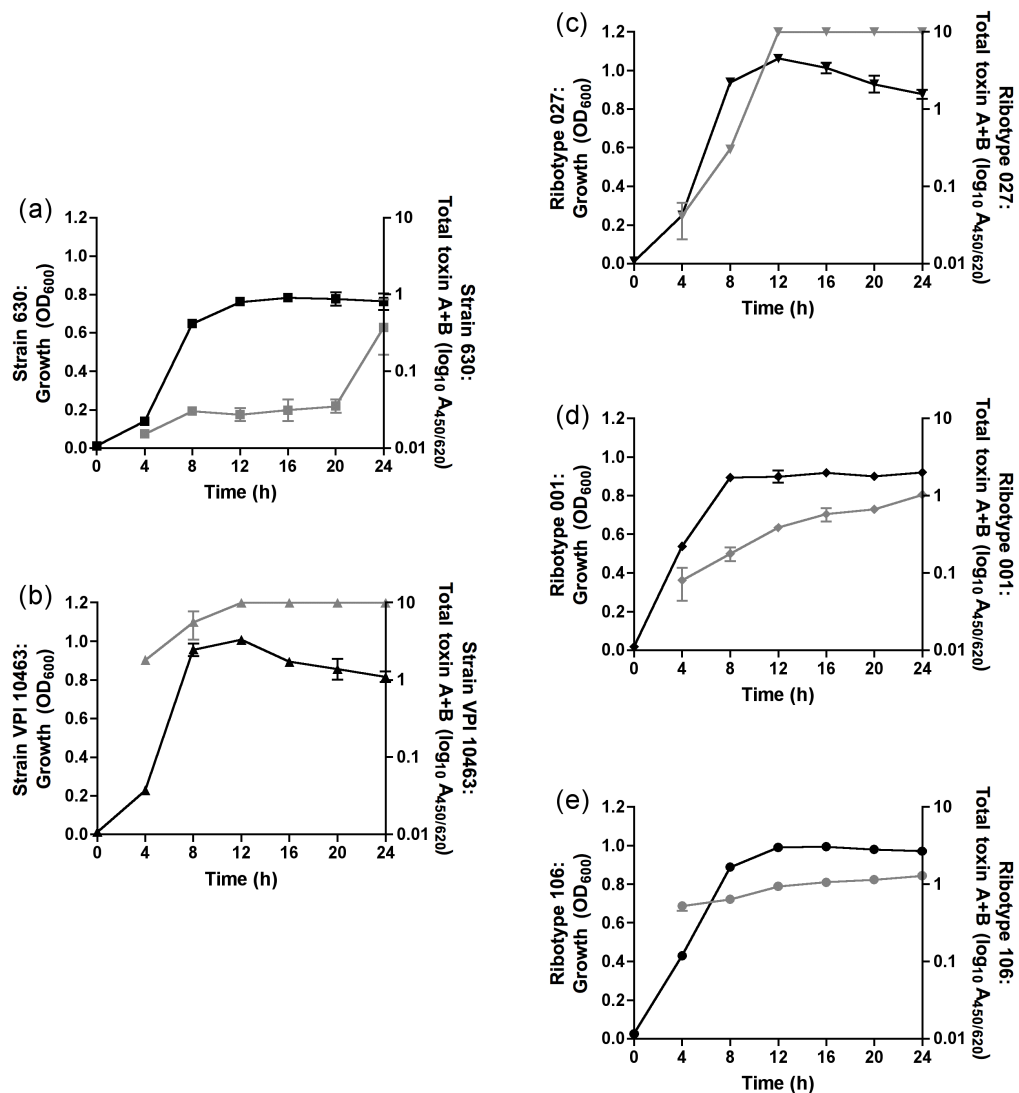 (a)
Strain 630:
Growth (OD600)
1.2
1.0
0.8
0.6
0.4
0.2
0.0
10
1
0.1
0.01
Strain 630:
Total toxin A+B (log10 A450/620)
0 4 8 12 16 20 24
Time (h)
(b)
Strain VPI 10463:
Growth (OD600)
1.2
1.0
0.8
0.6
0.4
0.2
0.0
10
1
0.1
0.01
Strain VPI 10463:
Total toxin A+B (log10 A450/620)
0 4 8 12 16 20 24
Time (h)
(c)
Ribotype 027:
Growth (OD600)
1.2
1.0
0.8
0.6
0.4
0.2
0.0
10
1
0.1
0.01
Ribotype 027:
Total toxin A+B (log10 A450/620)
0 4 8 12 16 20 24
Time (h)
(d)
Ribotype 001:
Growth (OD600)
1.2
1.0
0.8
0.6
0.4
0.2
0.0
10
1
0.1
0.01
Ribotype 001:
Total toxin A+B (log10 A450/620)
0 4 8 12 16 20 24
Time (h)
(e)
Ribotype 106:
Growth (OD600)
1.2
1.0
0.8
0.6
0.4
0.2
0.0
10
1
0.1
0.01
Ribotype 106:
Total toxin A+B (log10 A450/620)
0 4 8 12 16 20 24
Time (h)